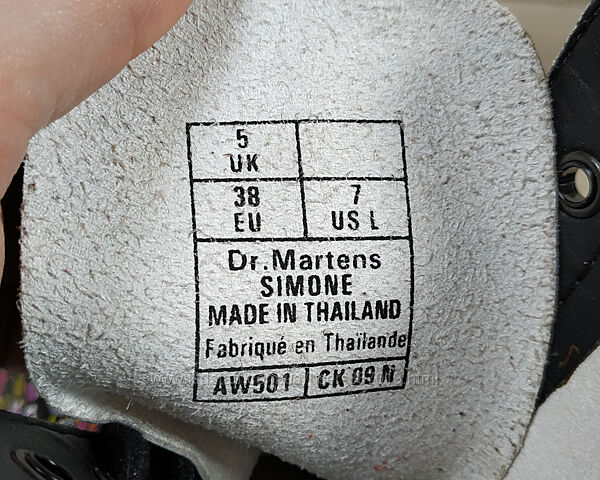 5
UK
38 7
EU US L
Dr.Martens
SIMONE
MADE IN THAILAND
Fabriqué en Thaïlande
AW501 CK 09 N